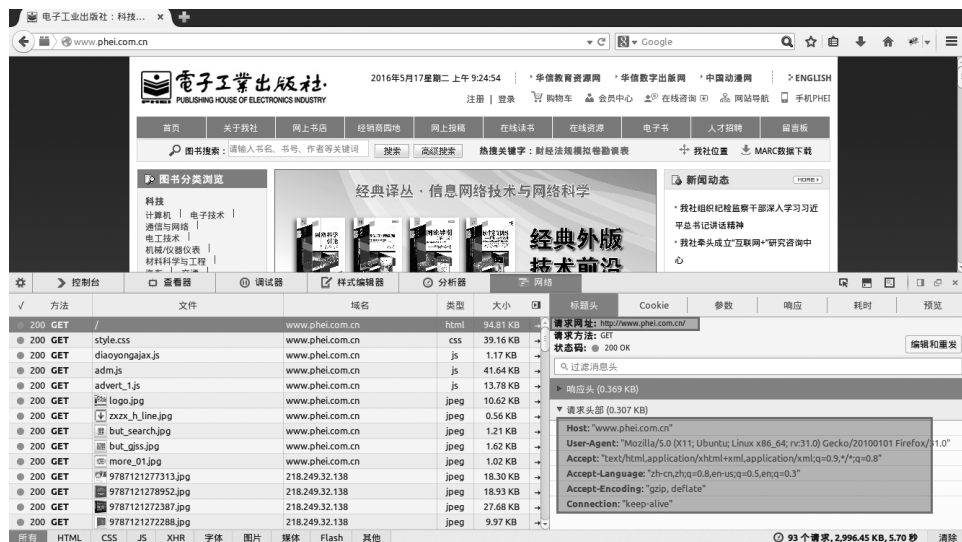 电子工业出版社：科技... ×
www.phei.com.cn Google
電子工業出版社.
PUBLISHING HOUSE OF ELECTRONICS INDUSTRY
2016年5月17星期二 上午 9:24:54 华信教育资源网 华信数字出版网 中国动漫网 ENGLISH
注册 | 登录 购物车 会员中心 在线咨询 网站导航 手机PHEI
首页 关于我社 网上书店 经销商园地 网上投稿 在线读书 在线资源 电子书 人才招聘 留言板
图书搜索：请输入书名、书号、作者等关键词 搜索 高级搜索 热搜关键字：财经法规模拟卷勘误表 我社位置 MARC数据下载
图书分类浏览
科技
计算机 | 电子技术 |
通信与网络 |
电工技术 |
机械/仪器仪表 |
材料科学与工程 |
经典译丛 · 信息网络技术与网络科学
经典外版
技术前沿
新闻动态 MORE
· 我社组织纪检监察干部深入学习习近
平总书记讲话精神
· 我社牵头成立"互联网+"研究咨询中
心
控制台 查看器 调试器 样式编辑器 分析器 网络
√ 方法 文件 域名 类型 大小 标题头 Cookie 参数 响应 耗时 预览
200 GET / www.phei.com.cn html 94.81 KB
200 GET style.css www.phei.com.cn css 39.16 KB
200 GET diaoyongajax.js www.phei.com.cn js 1.17 KB
200 GET adm.js www.phei.com.cn js 41.64 KB
200 GET advert_1.js www.phei.com.cn js 13.78 KB
200 GET logo.jpg www.phei.com.cn jpeg 10.62 KB
200 GET zxzx_h_line.jpg www.phei.com.cn jpeg 0.56 KB
200 GET but_search.jpg www.phei.com.cn jpeg 1.21 KB
200 GET but_gjss.jpg www.phei.com.cn jpeg 1.62 KB
200 GET more_01.jpg www.phei.com.cn jpeg 1.02 KB
200 GET 9787121277313.jpg 218.249.32.138 jpeg 18.30 KB
200 GET 9787121278952.jpg 218.249.32.138 jpeg 18.93 KB
200 GET 9787121272387.jpg 218.249.32.138 jpeg 27.68 KB
200 GET 9787121272288.jpg 218.249.32.138 jpeg 9.97 KB
请求网址: http://www.phei.com.cn/
请求方法: GET
状态码: 200 OK
编辑和重发
过滤消息头
响应头 (0.369 KB)
请求头部 (0.307 KB)
Host: "www.phei.com.cn"
User-Agent: "Mozilla/5.0 (X11; Ubuntu; Linux x86_64; rv:31.0) Gecko/20100101 Firefox/31.0"
Accept: "text/html,application/xhtml+xml,application/xml;q=0.9,*/*;q=0.8"
Accept-Language: "zh-cn,zh;q=0.8,en-us;q=0.5,en;q=0.3"
Accept-Encoding: "gzip, deflate"
Connection: "keep-alive"
所有 HTML CSS JS XHR 字体 图片 媒体 Flash 其他 93 个请求, 2,996.45 KB, 5.70 秒 清除